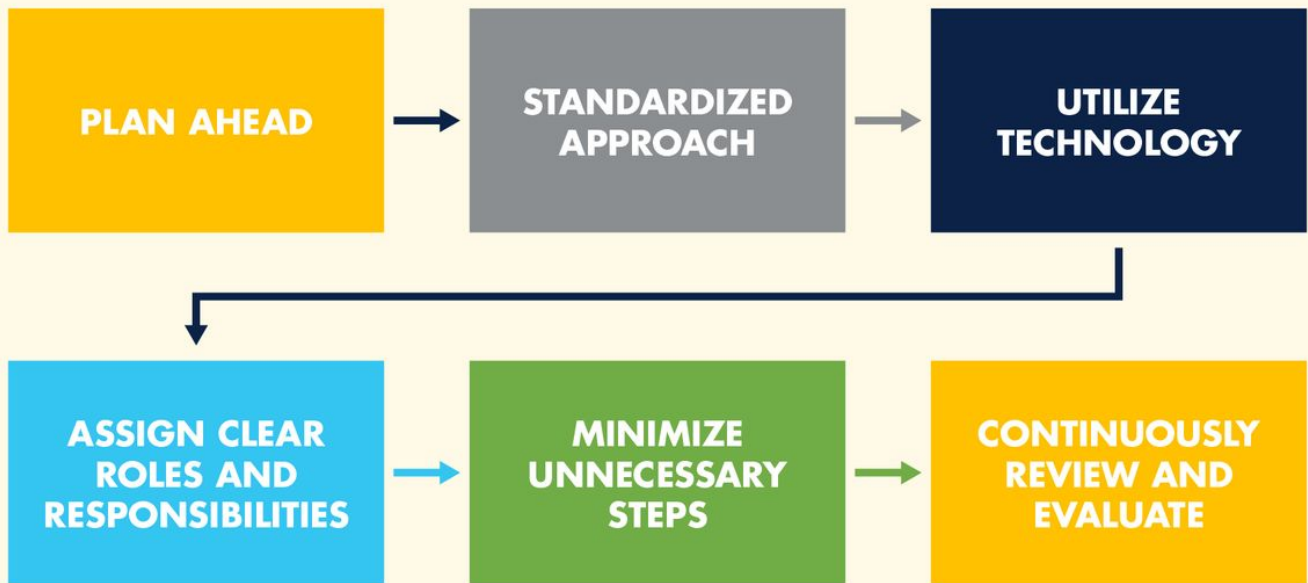 PLAN AHEAD
STANDARDIZED
APPROACH
UTILIZE
TECHNOLOGY
ASSIGN CLEAR
ROLES AND
RESPONSIBILITIES
MINIMIZE
UNNECESSARY
STEPS
CONTINUOUSLY
REVIEW AND
EVALUATE